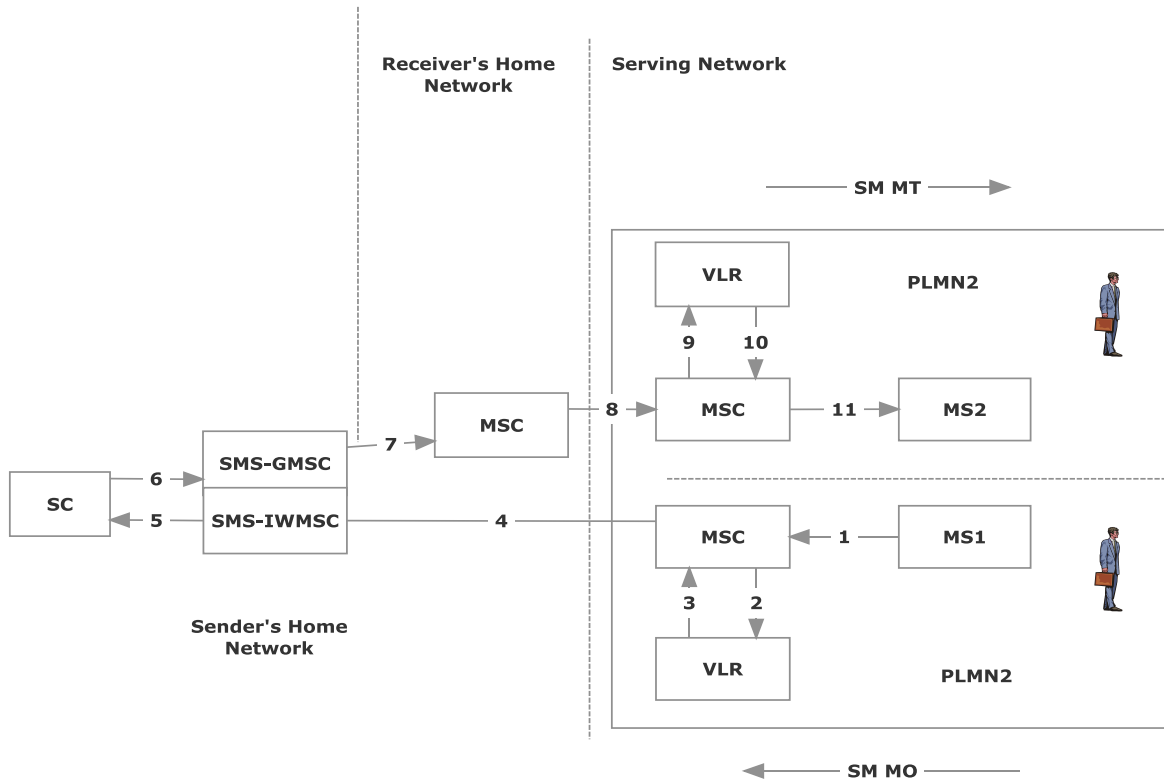 Receiver's Home
Network
Serving Network
SM MT
VLR
PLMN2
9
10
MSC
8
MSC
11
MS2
7
SMS-GMSC
6
SC
5
SMS-IWMSC
4
MSC
1
MS1
3
2
Sender's Home
Network
VLR
PLMN2
SM MO